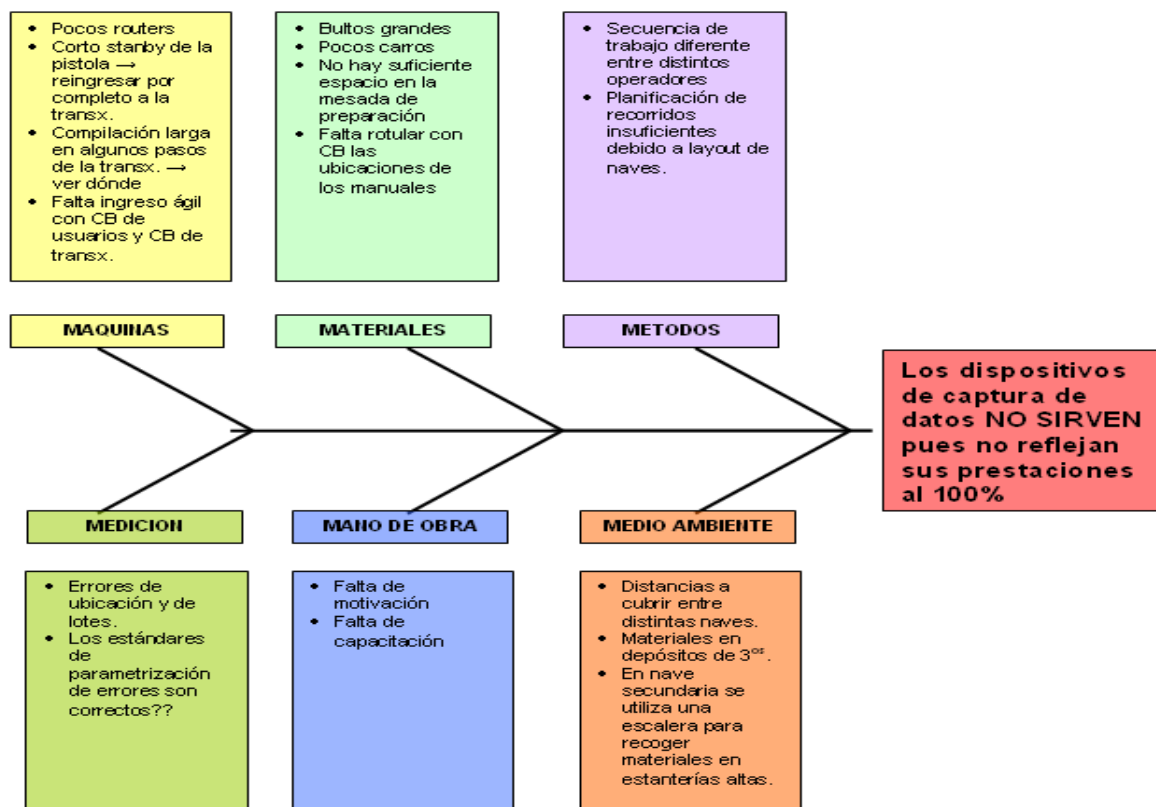 • Pocos routers
• Corto stanby de la
pistola →
reingresar por
completo a la
transx.
• Compilación larga
en algunos pasos
de la transx. →
ver dónde
• Falta ingreso ágil
con CB de
usuarios y CB de
transx.
• Bultos grandes
• Pocos carros
• No hay suficiente
espacio en la
mesada de
preparación
• Falta rotular con
CB las
ubicaciones de
los manuales
• Secuencia de
trabajo diferente
entre distintos
operadores
• Planificación de
recorridos
insuficientes
debido a layout de
naves.
MAQUINAS
MATERIALES
METODOS
Los dispositivos
de captura de
datos NO SIRVEN
pues no reflejan
sus prestaciones
al 100%
MEDICION
MANO DE OBRA
MEDIO AMBIENTE
• Errores de
ubicación y de
lotes.
• Los estándares
de
parametrización
de errores son
correctos??
• Falta de
motivación
• Falta de
capacitación
• Distancias a
cubrir entre
distintas naves.
• Materiales en
depósitos de 3ᵒˢ.
• En nave
secundaria se
utiliza una
escalera para
recoger
materiales en
estanterías altas.